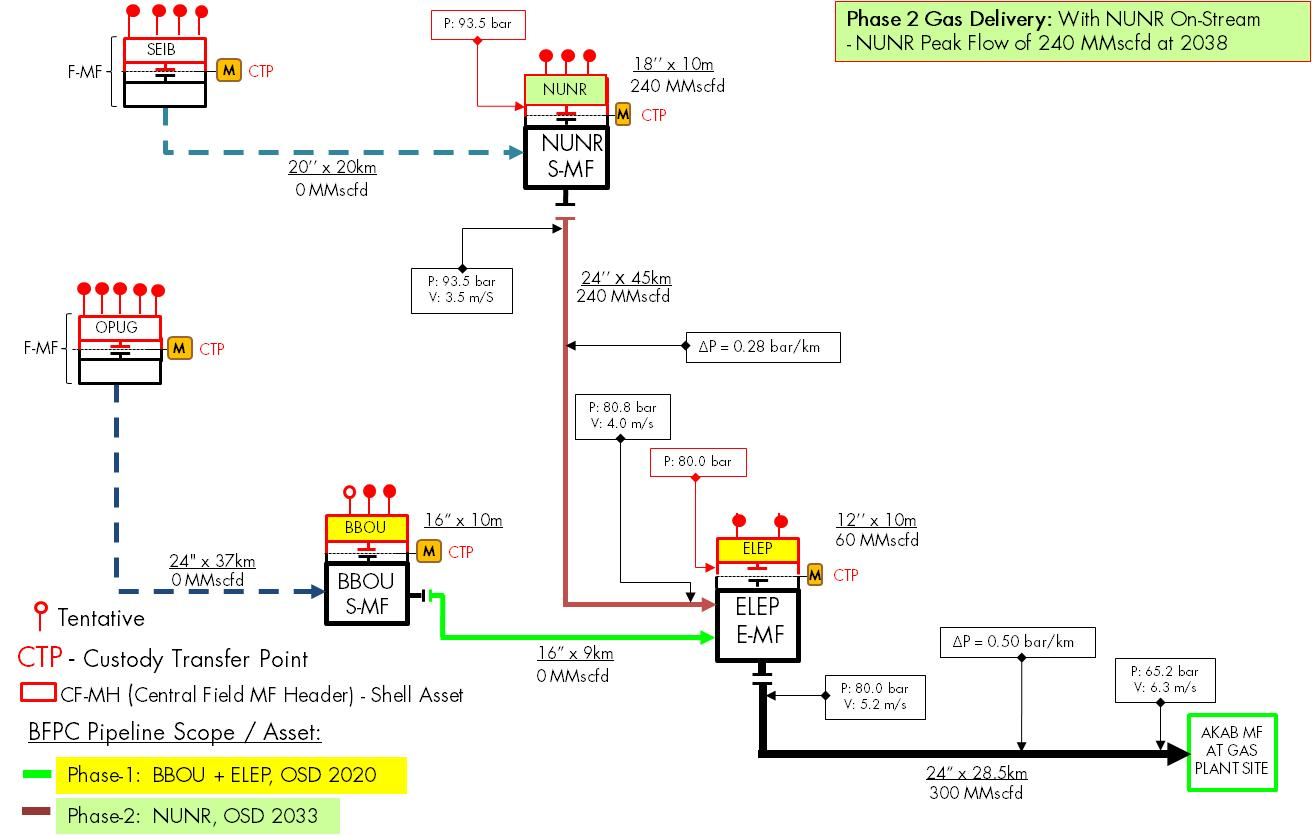 Phase 2 Gas Delivery: With NUNR On-Stream
- NUNR Peak Flow of 240 MMscfd at 2038
SEIB
F-MF
M
CTP
20’’ x 20km
0 MMscfd
P: 93.5 bar
NUNR
18’’ x 10m
240 MMscfd
M
CTP
NUNR
S-MF
P: 93.5 bar
V: 3.5 m/S
24’’ x 45km
240 MMscfd
ΔP = 0.28 bar/km
OPUG
F-MF
M
CTP
24" x 37km
0 MMscfd
P: 80.8 bar
V: 4.0 m/s
P: 80.0 bar
BBOU
16” x 10m
M
CTP
BBOU
S-MF
16” x 9km
0 MMscfd
ELEP
12’’ x 10m
60 MMscfd
M
CTP
ELEP
E-MF
P: 80.0 bar
V: 5.2 m/s
ΔP = 0.50 bar/km
P: 65.2 bar
V: 6.3 m/s
24” x 28.5km
300 MMscfd
AKAB MF
AT GAS
PLANT SITE
Tentative
CTP - Custody Transfer Point
CF-MH (Central Field MF Header) - Shell Asset
BFPC Pipeline Scope / Asset:
Phase-1: BBOU + ELEP, OSD 2020
Phase-2: NUNR, OSD 2033